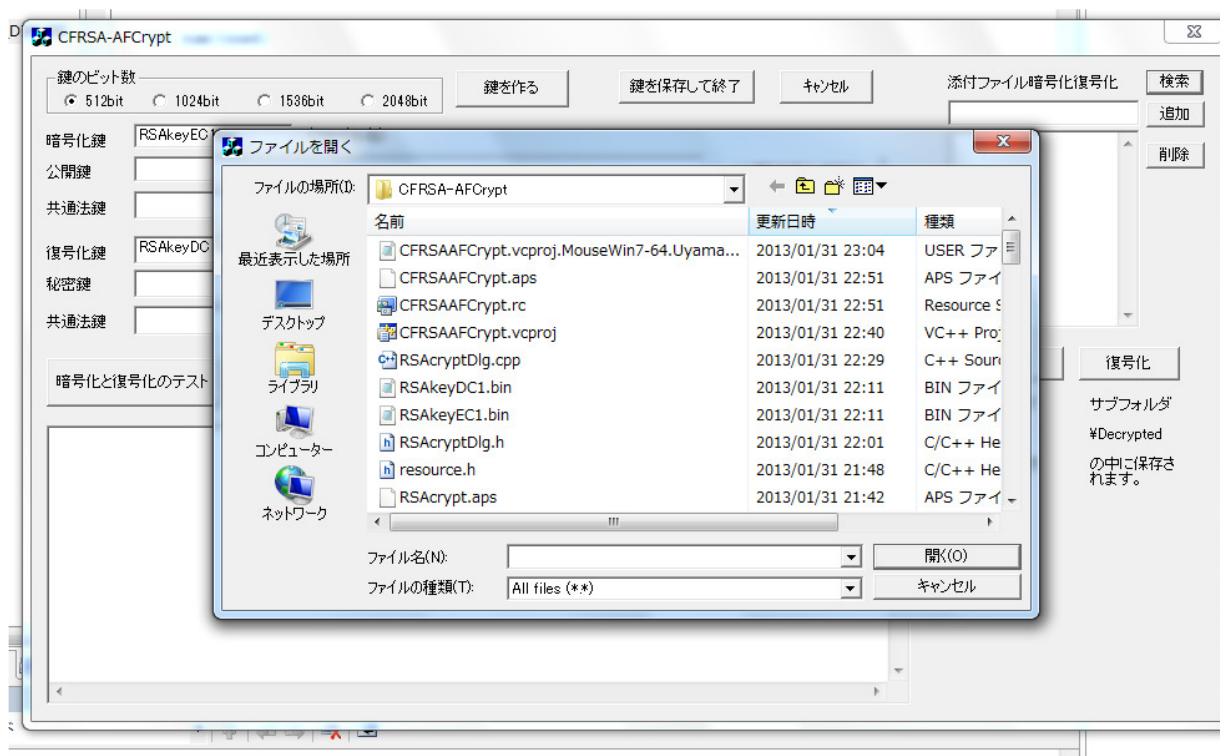 CFRSA-AFCrypt
鍵のビット数
512bit 1024bit 1536bit 2048bit
鍵を作る
鍵を保存して終了
キャンセル
添付ファイル暗号化復号化
検索
追加
削除
暗号化鍵
RSAkeyEC1
公開鍵
共通法鍵
復号化鍵
RSAkeyDC
秘密鍵
共通法鍵
暗号化と復号化のテスト
復号化
サブフォルダ
¥Decrypted
の中に保存さ
れます。
ファイルを開く
ファイルの場所(I):
CFRSA-AFCrypt
最近表示した場所
デスクトップ
ライブラリ
コンピューター
ネットワーク
名前 更新日時 種類
CFRSAAFCrypt.vcproj.MouseWin7-64.Uyama... 2013/01/31 23:04 USER ファ
CFRSAAFCrypt.aps 2013/01/31 22:51 APS ファイ
CFRSAAFCrypt.rc 2013/01/31 22:51 Resource S
CFRSAAFCrypt.vcproj 2013/01/31 22:40 VC++ Proj
RSAcryptDlg.cpp 2013/01/31 22:29 C++ Sour
RSAkeyDC1.bin 2013/01/31 22:11 BIN ファイ
RSAkeyEC1.bin 2013/01/31 22:11 BIN ファイ
RSAcryptDlg.h 2013/01/31 22:01 C/C++ He
resource.h 2013/01/31 21:48 C/C++ He
RSAcrypt.aps 2013/01/31 21:42 APS ファイ
ファイル名(N):
開く(O)
ファイルの種類(T):
All files (*.*)
キャンセル